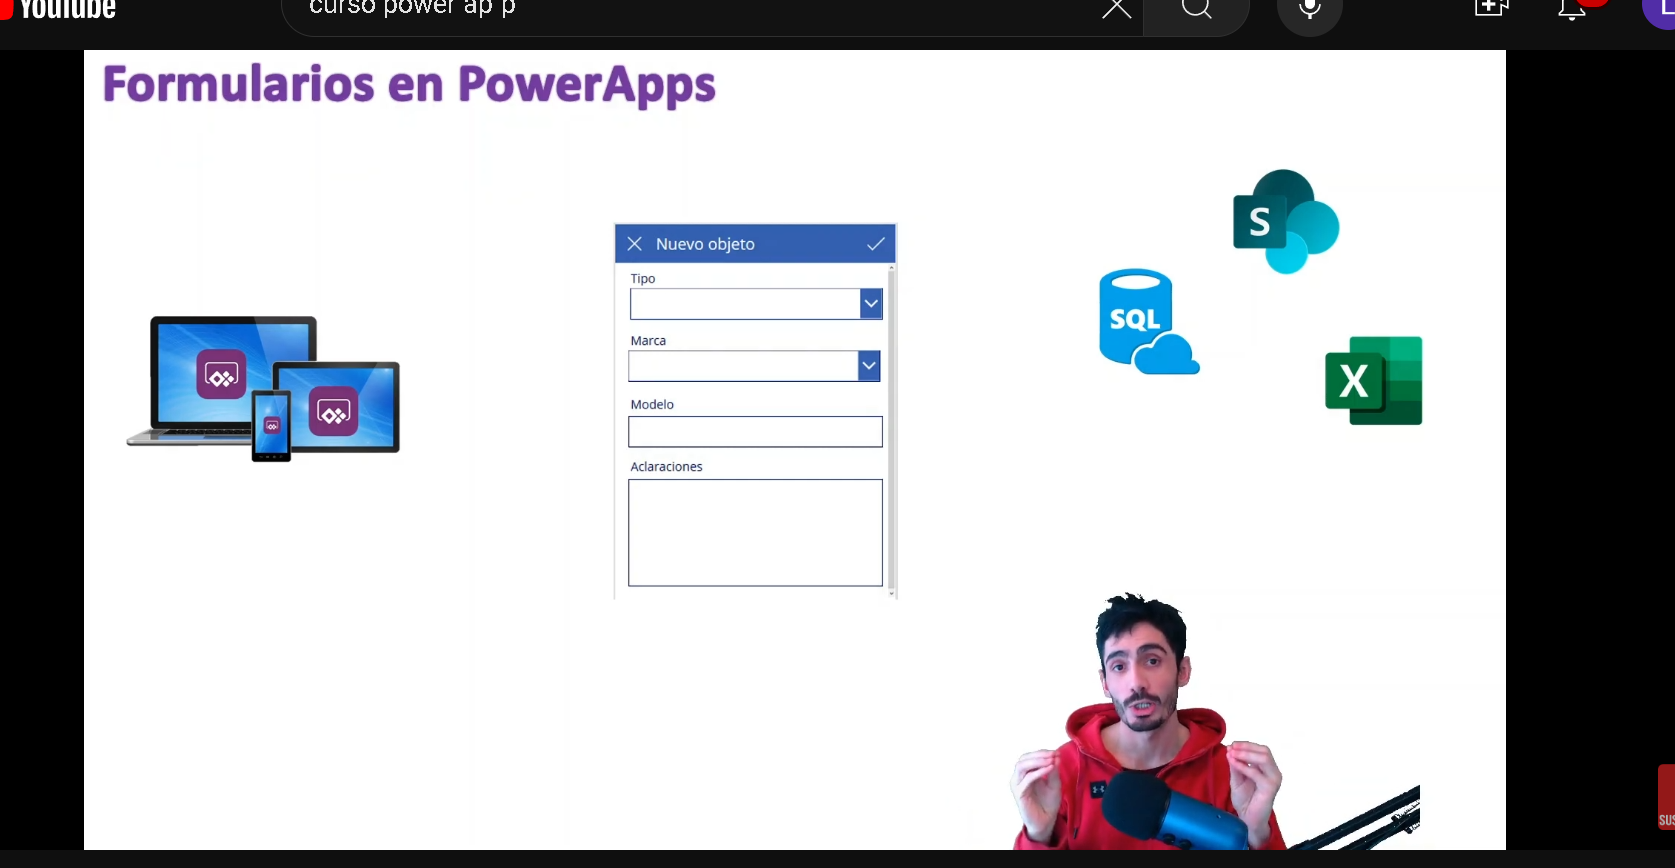 YouTube
curso power ap p
Formularios en PowerApps
Nuevo objeto
Tipo
Marca
Modelo
Aclaraciones
S
SQL
X
SUS